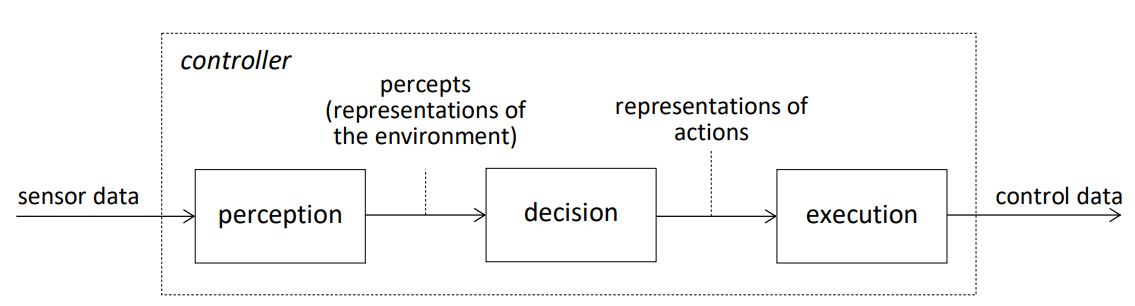 controller
percepts
(representations of
the environment)
representations of
actions
sensor data
perception
decision
execution
control data